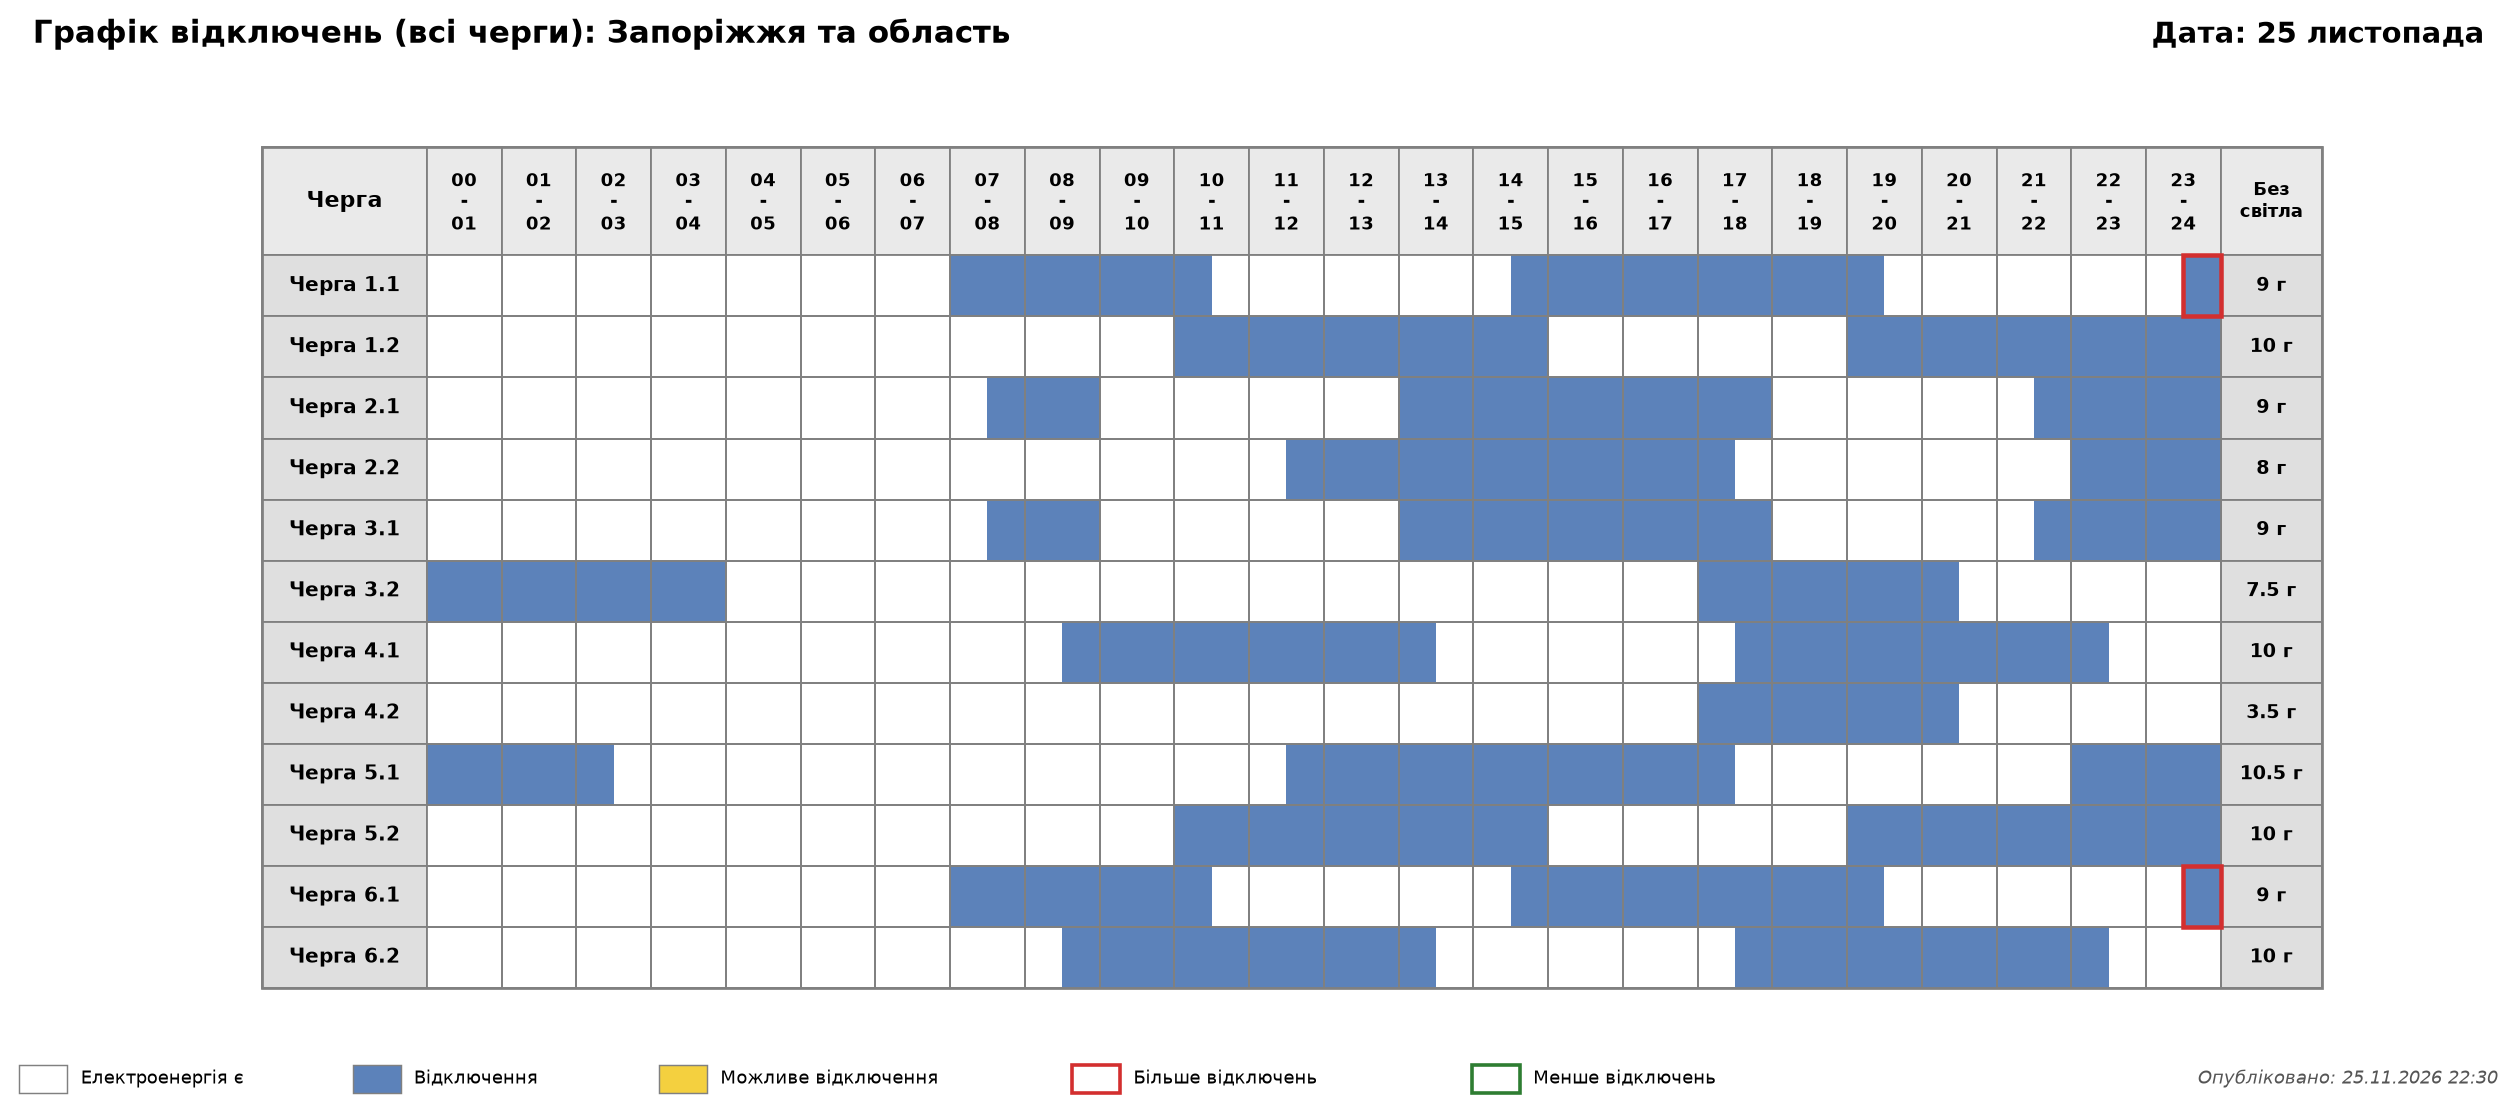 Графік відключень (всі черги): Запоріжжя та область
Дата: 25 листопада
Черга
00 - 01
01 - 02
02 - 03
03 - 04
04 - 05
05 - 06
06 - 07
07 - 08
08 - 09
09 - 10
10 - 11
11 - 12
12 - 13
13 - 14
14 - 15
15 - 16
16 - 17
17 - 18
18 - 19
19 - 20
20 - 21
21 - 22
22 - 23
23 - 24
Без
світла
Черга 1.1 9 г
Черга 1.2 10 г
Черга 2.1 9 г
Черга 2.2 8 г
Черга 3.1 9 г
Черга 3.2 7.5 г
Черга 4.1 10 г
Черга 4.2 3.5 г
Черга 5.1 10.5 г
Черга 5.2 10 г
Черга 6.1 9 г
Черга 6.2 10 г
Електроенергія є
Відключення
Можливе відключення
Більше відключень
Менше відключень
Опубліковано: 25.11.2026 22:30